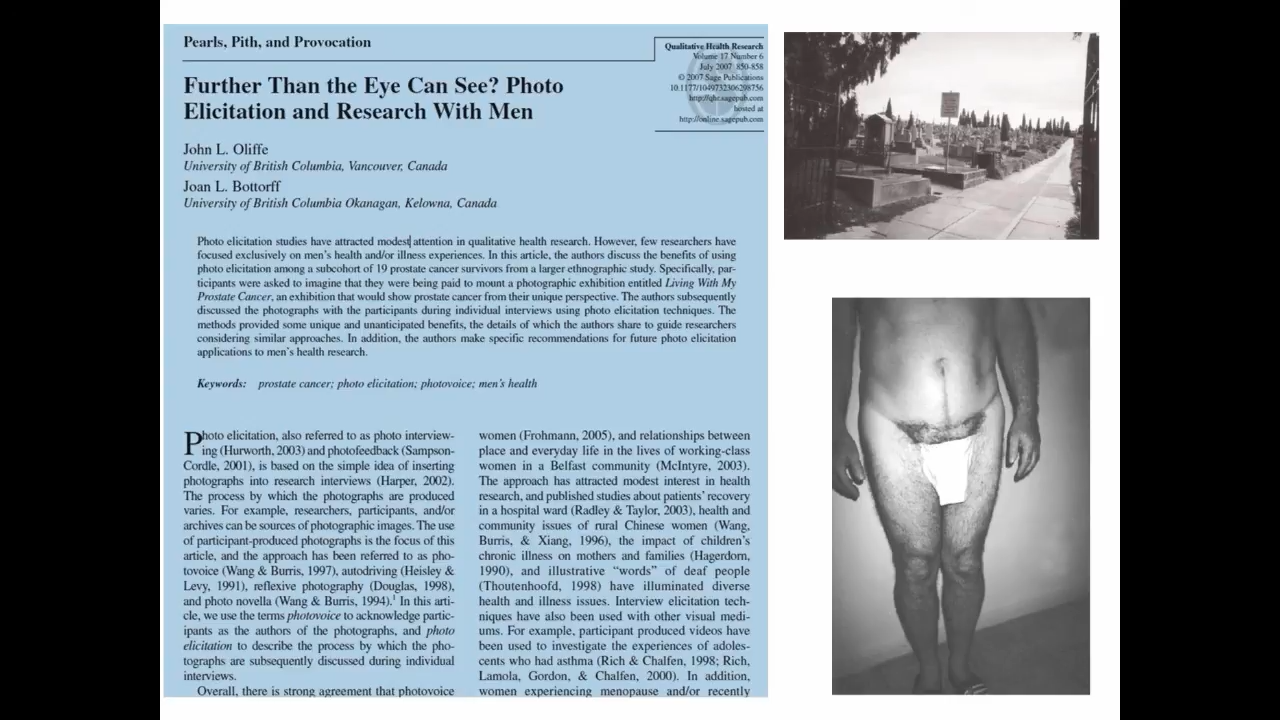 Pearls, Pith, and Provocation
Qualitative Health Research
Volume 17 Number 6
July 2007 850-858
© 2007 Sage Publications
10.1177/1049732306298756
http://qhr.sagepub.com
hosted at
http://online.sagepub.com
Further Than the Eye Can See? Photo
Elicitation and Research With Men
John L. Oliffe
University of British Columbia, Vancouver, Canada
Joan L. Bottorff
University of British Columbia Okanagan, Kelowna, Canada
Photo elicitation studies have attracted modest attention in qualitative health research. However, few researchers have
focused exclusively on men's health and/or illness experiences. In this article, the authors discuss the benefits of using
photo elicitation among a subcohort of 19 prostate cancer survivors from a larger ethnographic study. Specifically, par-
ticipants were asked to imagine that they were being paid to mount a photographic exhibition entitled Living With My
Prostate Cancer, an exhibition that would show prostate cancer from their unique perspective. The authors subsequently
discussed the photographs with the participants during individual interviews using photo elicitation techniques. The
methods provided some unique and unanticipated benefits, the details of which the authors share to guide researchers
considering similar approaches. In addition, the authors make specific recommendations for future photo elicitation
applications to men's health research.
Keywords: prostate cancer; photo elicitation; photovoice; men's health
Photo elicitation, also referred to as photo interview-
ing (Hurworth, 2003) and photofeedback (Sampson-
Cordle, 2001), is based on the simple idea of inserting
photographs into research interviews (Harper, 2002).
The process by which the photographs are produced
varies. For example, researchers, participants, and/or
archives can be sources of photographic images. The use
of participant-produced photographs is the focus of this
article, and the approach has been referred to as pho-
tovoice (Wang & Burris, 1997), autodriving (Heisley &
Levy, 1991), reflexive photography (Douglas, 1998),
and photo novella (Wang & Burris, 1994).1 In this arti-
cle, we use the terms photovoice to acknowledge partic-
ipants as the authors of the photographs, and photo
elicitation to describe the process by which the pho-
tographs are subsequently discussed during individual
interviews.
Overall, there is strong agreement that photovoice
women (Frohmann, 2005), and relationships between
place and everyday life in the lives of working-class
women in a Belfast community (McIntyre, 2003).
The approach has attracted modest interest in health
research, and published studies about patients' recovery
in a hospital ward (Radley & Taylor, 2003), health and
community issues of rural Chinese women (Wang,
Burris, & Xiang, 1996), the impact of children's
chronic illness on mothers and families (Hagerdorn,
1990), and illustrative "words" of deaf people
(Thoutenhoofd, 1998) have illuminated diverse
health and illness issues. Interview elicitation tech-
niques have also been used with other visual medi-
ums. For example, participant produced videos have
been used to investigate the experiences of adoles-
cents who had asthma (Rich & Chalfen, 1998; Rich,
Lamola, Gordon, & Chalfen, 2000). In addition,
women experiencing menopause and/or recently